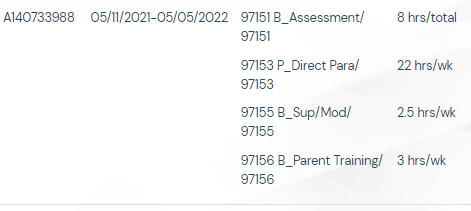 A140733988 05/11/2021-05/05/2022 97151 B_Assessment/ 8 hrs/total
97151
97153 P_Direct Para/ 22 hrs/wk
97153
97155 B_Sup/Mod/ 2.5 hrs/wk
97155
97156 B_Parent Training/ 3 hrs/wk
97156